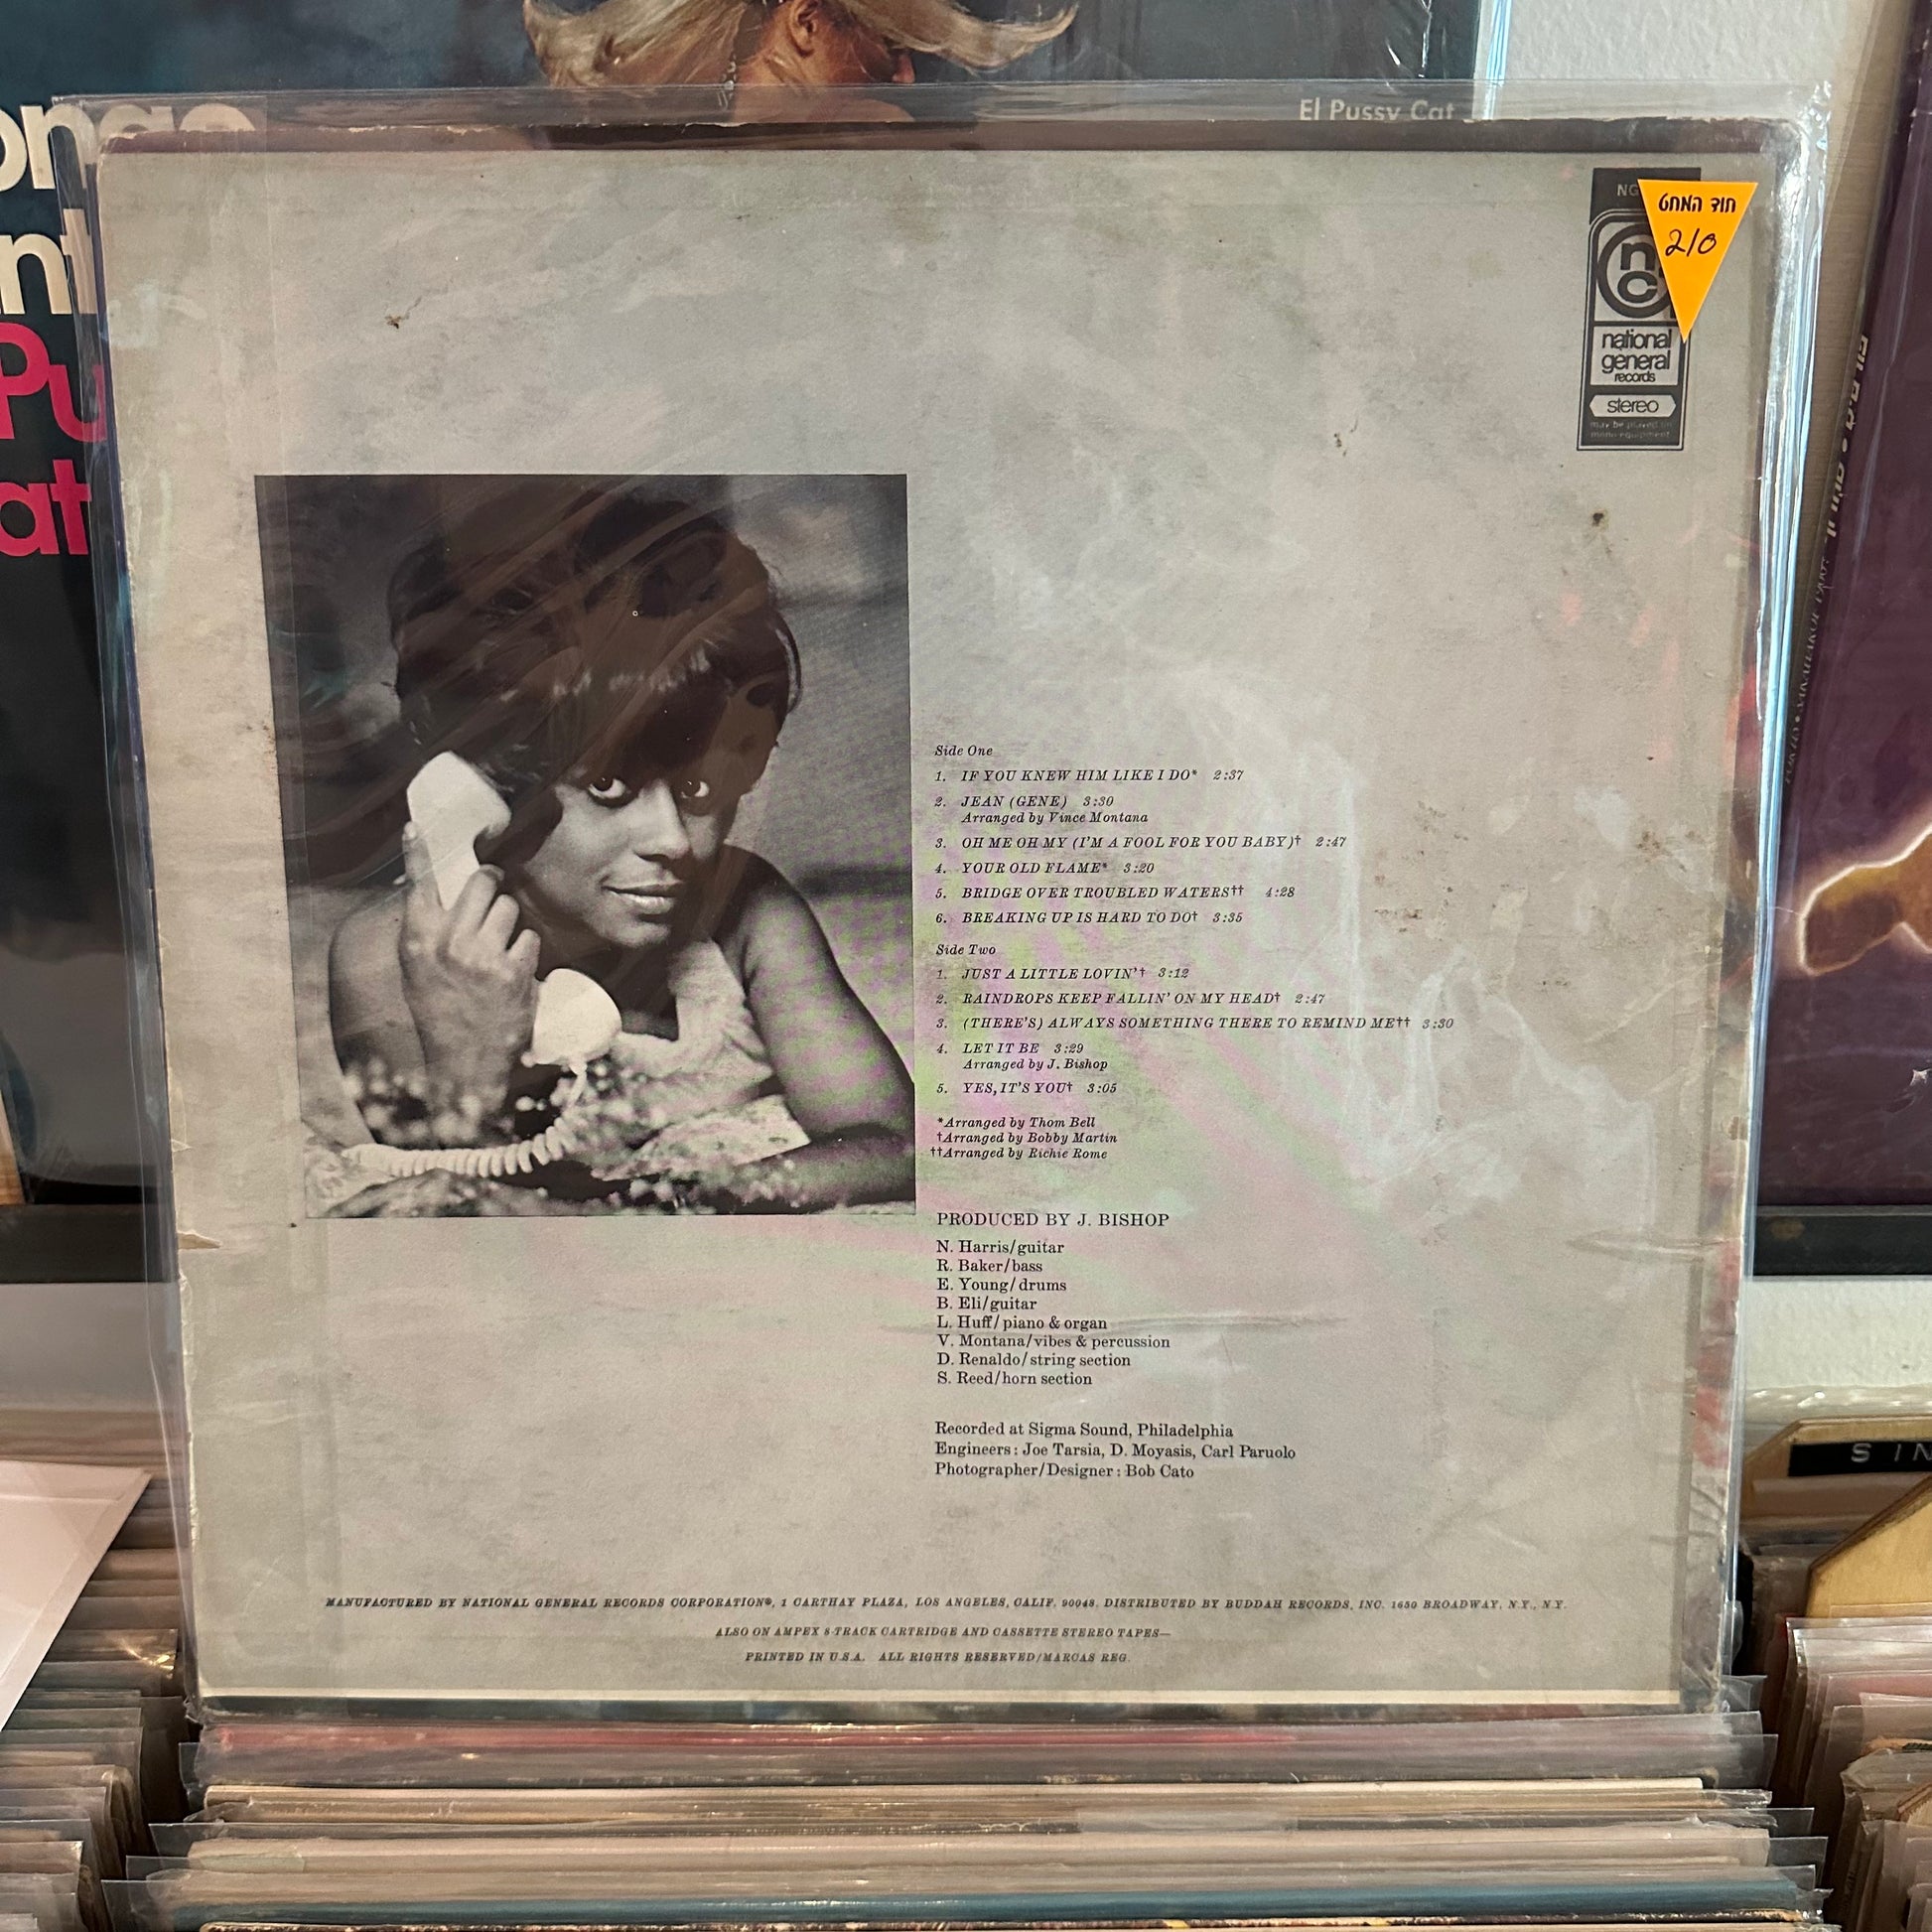 El Pussy Cat
חוד המחט
210
national
general
records
stereo
may be played on
mono equipment
Side One
1. IF YOU KNEW HIM LIKE I DO* 2:37
2. JEAN (GENE) 3:30
Arranged by Vince Montana
3. OH ME OH MY (I'M A FOOL FOR YOU BABY)† 2:47
4. YOUR OLD FLAME* 3:20
5. BRIDGE OVER TROUBLED WATERS†† 4:28
6. BREAKING UP IS HARD TO DO† 3:35
Side Two
1. JUST A LITTLE LOVIN'† 3:12
2. RAINDROPS KEEP FALLIN' ON MY HEAD† 2:47
3. (THERE'S) ALWAYS SOMETHING THERE TO REMIND ME†† 3:30
4. LET IT BE 3:29
Arranged by J. Bishop
5. YES, IT'S YOU† 3:05
*Arranged by Thom Bell
†Arranged by Bobby Martin
††Arranged by Richie Rome
PRODUCED BY J. BISHOP
N. Harris/guitar
R. Baker/bass
E. Young/drums
B. Eli/guitar
L. Huff/piano & organ
V. Montana/vibes & percussion
D. Renaldo/string section
S. Reed/horn section
Recorded at Sigma Sound, Philadelphia
Engineers: Joe Tarsia, D. Moyasis, Carl Paruolo
Photographer/Designer: Bob Cato
MANUFACTURED BY NATIONAL GENERAL RECORDS CORPORATION®, 1 CARTHAY PLAZA, LOS ANGELES, CALIF. 90048. DISTRIBUTED BY BUDDAH RECORDS, INC. 1650 BROADWAY, N.Y., N.Y.
ALSO ON AMPEX 8-TRACK CARTRIDGE AND CASSETTE STEREO TAPES—
PRINTED IN U.S.A. ALL RIGHTS RESERVED/MARCAS REG.